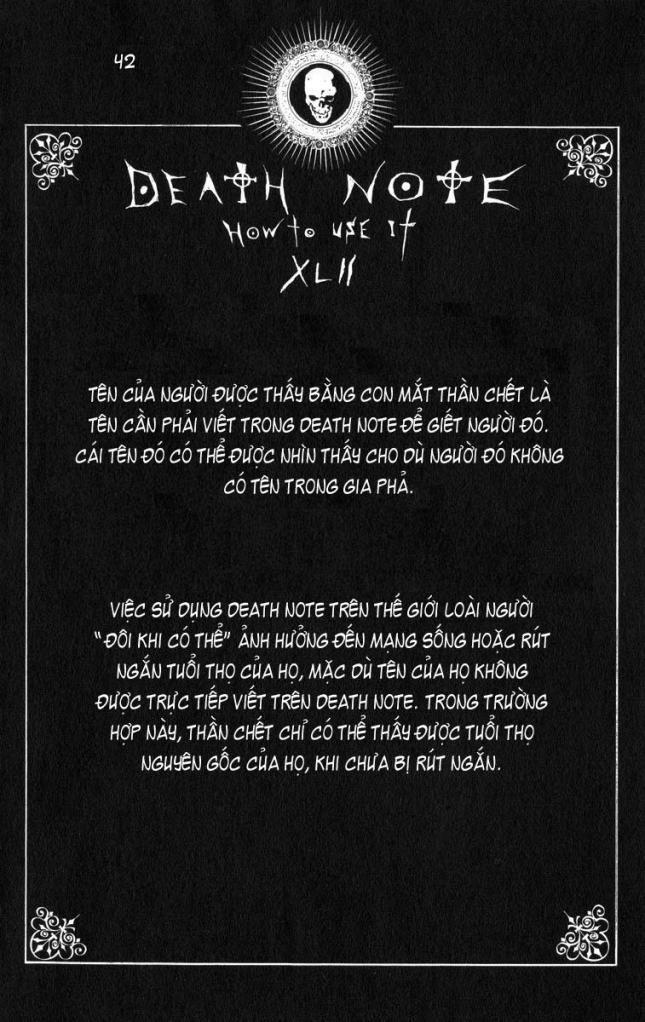 42
DEATH NOTE
HOW TO USE IT
XLII
TÊN CỦA NGƯỜI ĐƯỢC THẤY BẰNG CON MẮT THẦN CHẾT LÀ
TÊN CẦN PHẢI VIẾT TRONG DEATH NOTE ĐỂ GIẾT NGƯỜI ĐÓ.
CÁI TÊN ĐÓ CÓ THỂ ĐƯỢC NHÌN THẤY CHO DÙ NGƯỜI ĐÓ KHÔNG
CÓ TÊN TRONG GIA PHẢ.
VIỆC SỬ DUNG DEATH NOTE TRÊN THẾ GIỚI LOÀI NGƯỜI
"ĐÔI KHI CÓ THỂ" ẢNH HƯỞNG ĐẾN MẠNG SỐNG HOẶC RÚT
NGẮN TUỔI THỌ CỦA HỌ, MẶC DÙ TÊN CỦA HỌ KHÔNG
ĐƯỢC TRỰC TIẾP VIẾT TRÊN DEATH NOTE. TRONG TRƯỜNG
HỢP NÀY, THẦN CHẾT CHỈ CÓ THỂ THẤY ĐƯỢC TUỔI THỌ
NGUYÊN GỐC CỦA HỌ, KHI CHƯA BỊ RÚT NGẮN.